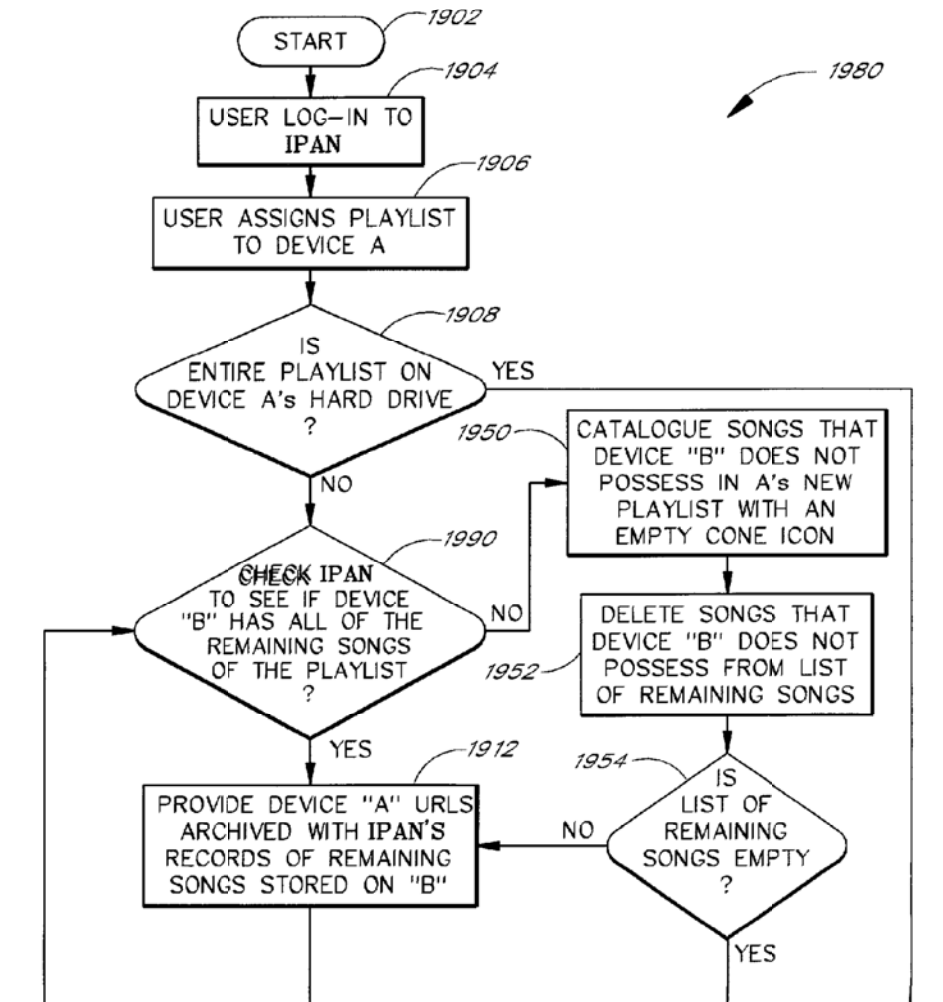 1902
START
1904
1980
USER LOG-IN TO
IPAN
1906
USER ASSIGNS PLAYLIST
TO DEVICE A
1908
IS
ENTIRE PLAYLIST ON
DEVICE A's HARD DRIVE
?
YES
NO
1950
CATALOGUE SONGS THAT
DEVICE "B" DOES NOT
POSSESS IN A's NEW
PLAYLIST WITH AN
EMPTY CONE ICON
1990
CHECK IPAN
TO SEE IF DEVICE
"B" HAS ALL OF THE
REMAINING SONGS
OF THE PLAYLIST
?
NO
YES
1952
DELETE SONGS THAT
DEVICE "B" DOES NOT
POSSESS FROM LIST
OF REMAINING SONGS
1912
PROVIDE DEVICE "A" URLS
ARCHIVED WITH IPAN'S
RECORDS OF REMAINING
SONGS STORED ON "B"
1954
IS
LIST OF
REMAINING
SONGS EMPTY
?
NO
YES